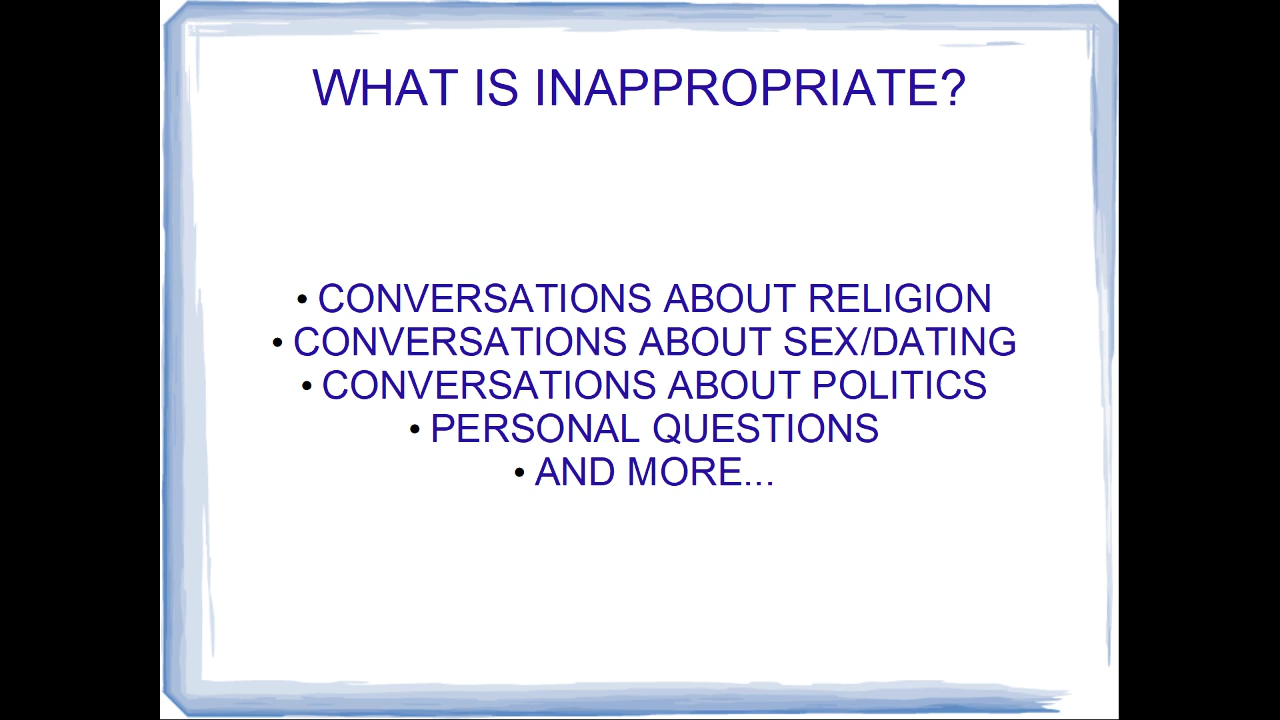 WHAT IS INAPPROPRIATE?
• CONVERSATIONS ABOUT RELIGION
• CONVERSATIONS ABOUT SEX/DATING
• CONVERSATIONS ABOUT POLITICS
• PERSONAL QUESTIONS
• AND MORE...